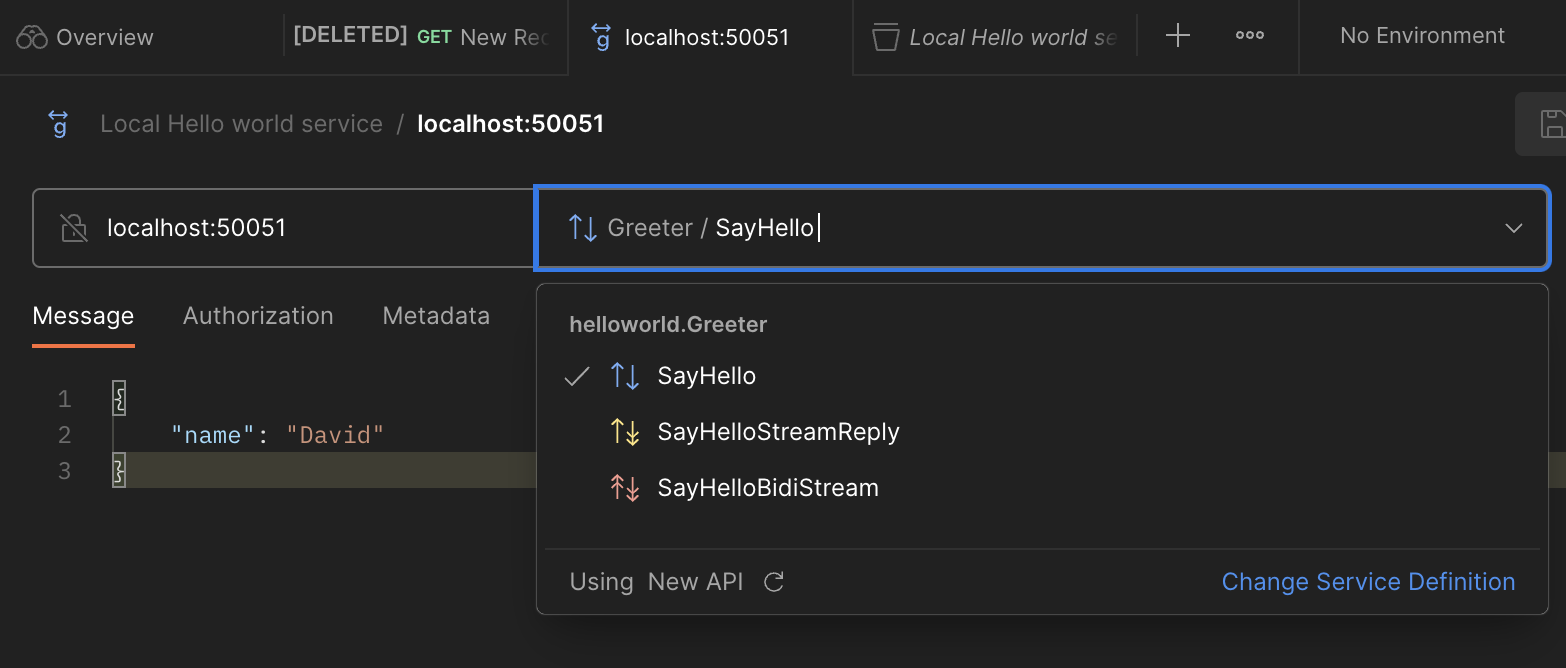 Overview
[DELETED] GET New Rec
localhost:50051
Local Hello world se
No Environment
Local Hello world service / localhost:50051
localhost:50051
Greeter / SayHello
Message Authorization Metadata
helloworld.Greeter
SayHello
SayHelloStreamReply
SayHelloBidiStream
1 {
2 "name": "David"
3 }
Using New API
Change Service Definition